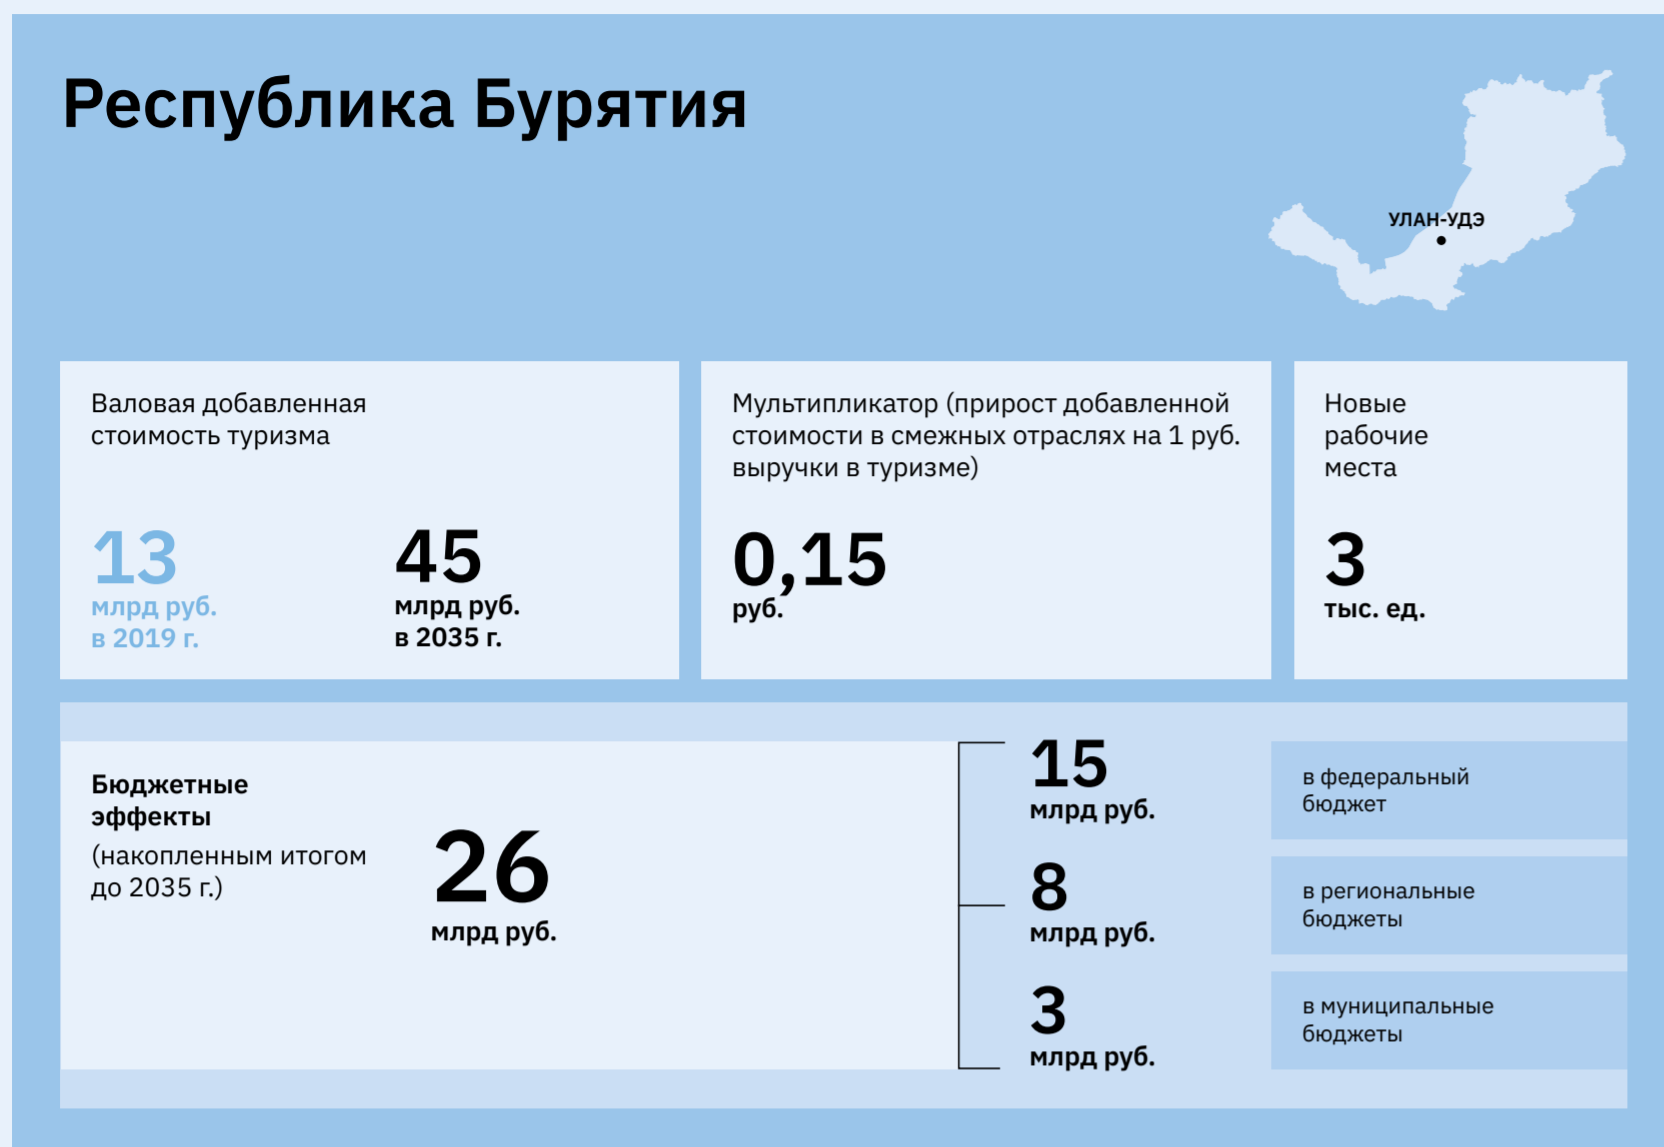 Республика Бурятия
УЛАН-УДЭ
Валовая добавленная
стоимость туризма
13
млрд руб.
в 2019 г.
45
млрд руб.
в 2035 г.
Мультипликатор (прирост добавленной
стоимости в смежных отраслях на 1 руб.
выручки в туризме)
0,15
руб.
Новые
рабочие
места
3
тыс. ед.
Бюджетные
эффекты
(накопленным итогом
до 2035 г.)
26
млрд руб.
15
млрд руб.
в федеральный
бюджет
8
млрд руб.
в региональные
бюджеты
3
млрд руб.
в муниципальные
бюджеты